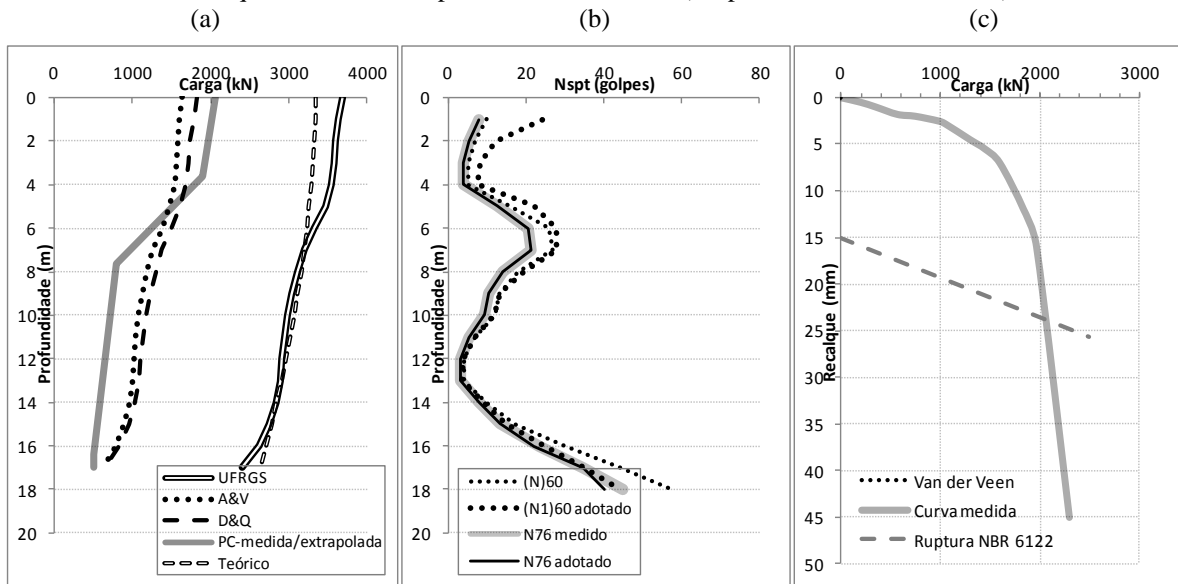 (a)
(b)
(c)
Carga (kN)
0 1000 2000 3000 4000
Profundidade (m)
0
2
4
6
8
10
12
14
16
18
20
UFRGS
A&V
D&Q
PC-medida/extrapolada
Teórico
Nspt (golpes)
0 20 40 60 80
Profundidade (m)
0
2
4
6
8
10
12
14
16
18
20
(N)60
(N1)60 adotado
N76 medido
N76 adotado
Carga (kN)
0 1000 2000 3000
Recalque (mm)
0
5
10
15
20
25
30
35
40
45
50
Van der Veen
Curva medida
Ruptura NBR 6122